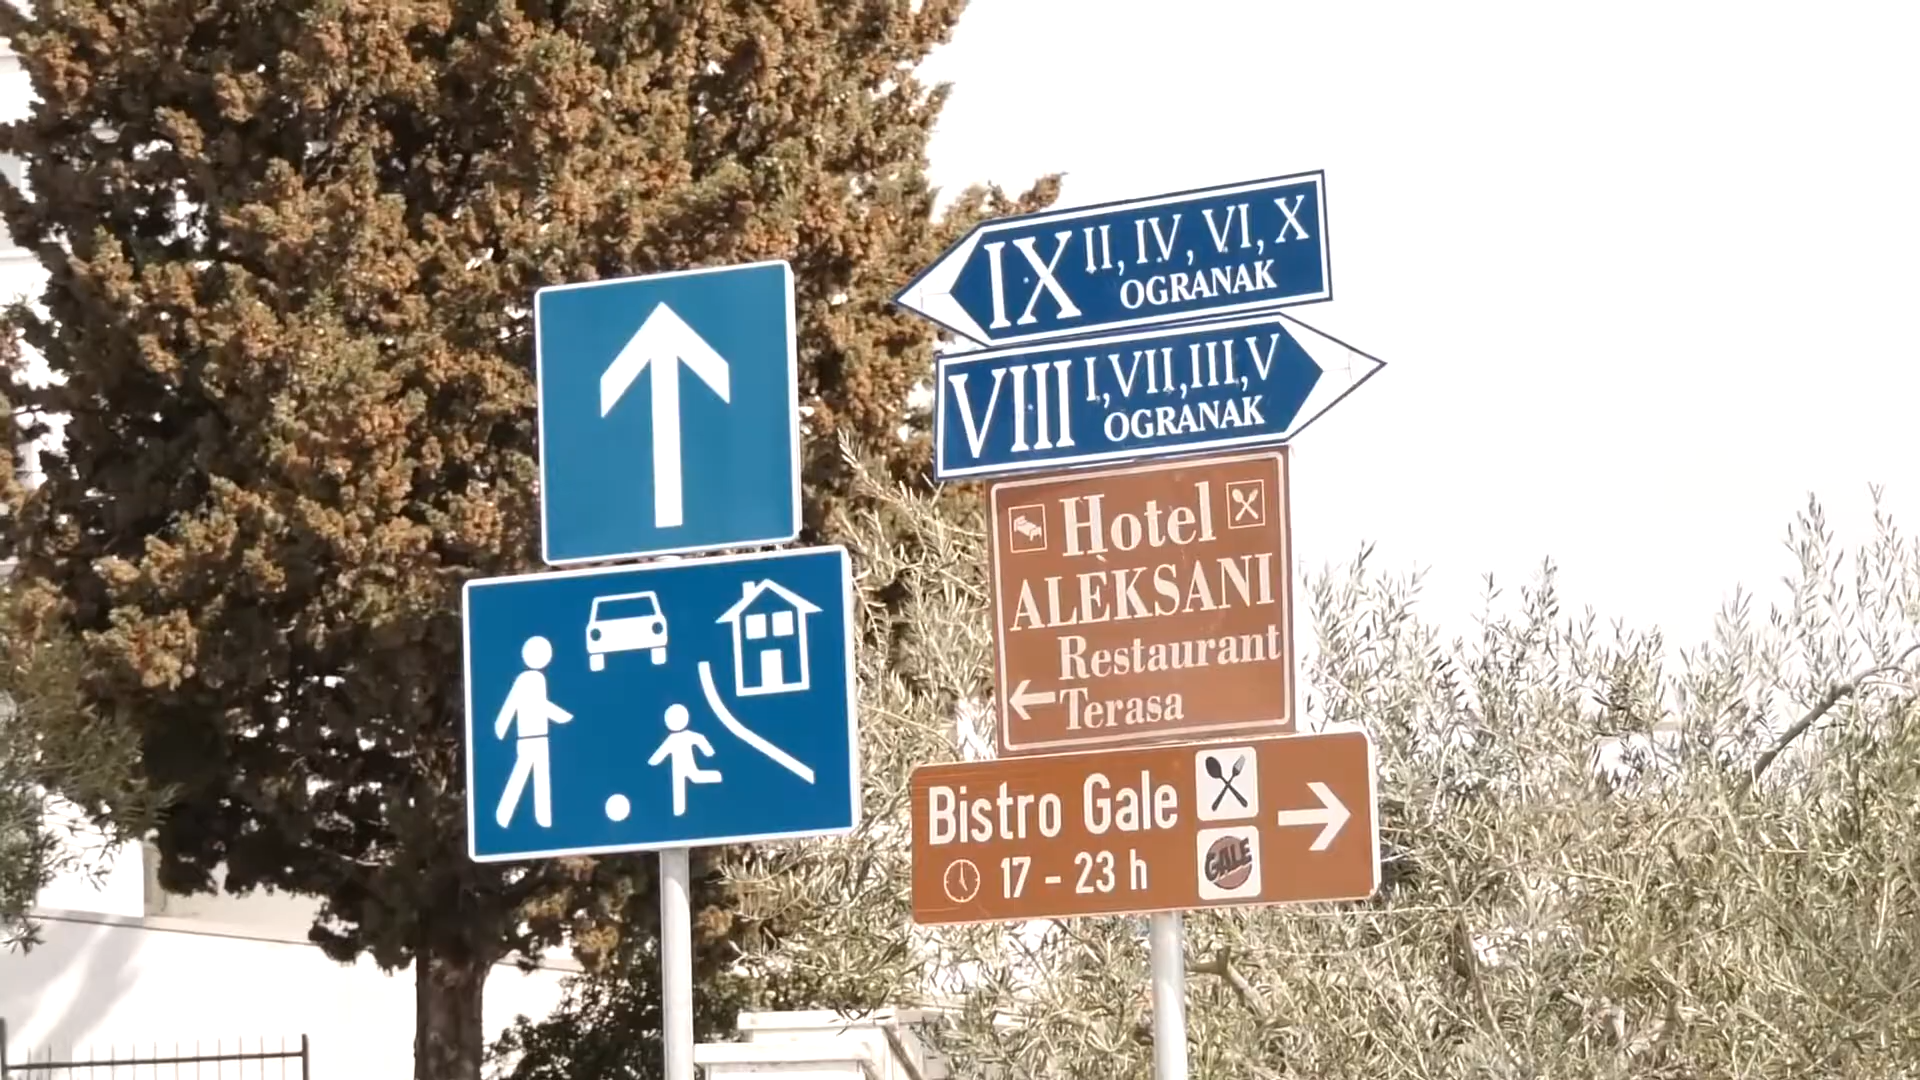 IX II, IV, VI, X
OGRANAK
VIII I, VII, III, V
OGRANAK
Hotel
ALEKSANI
Restaurant
Terasa
Bistro Gale
17 - 23 h
GALE